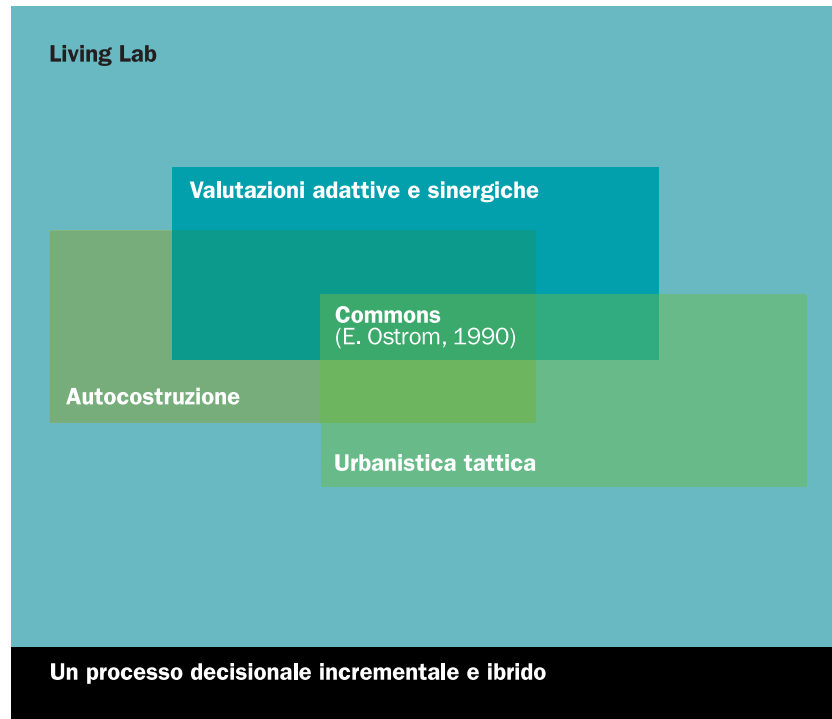 Living Lab
Valutazioni adattive e sinergiche
Commons
(E. Ostrom, 1990)
Autocostruzione
Urbanistica tattica
Un processo decisionale incrementale e ibrido